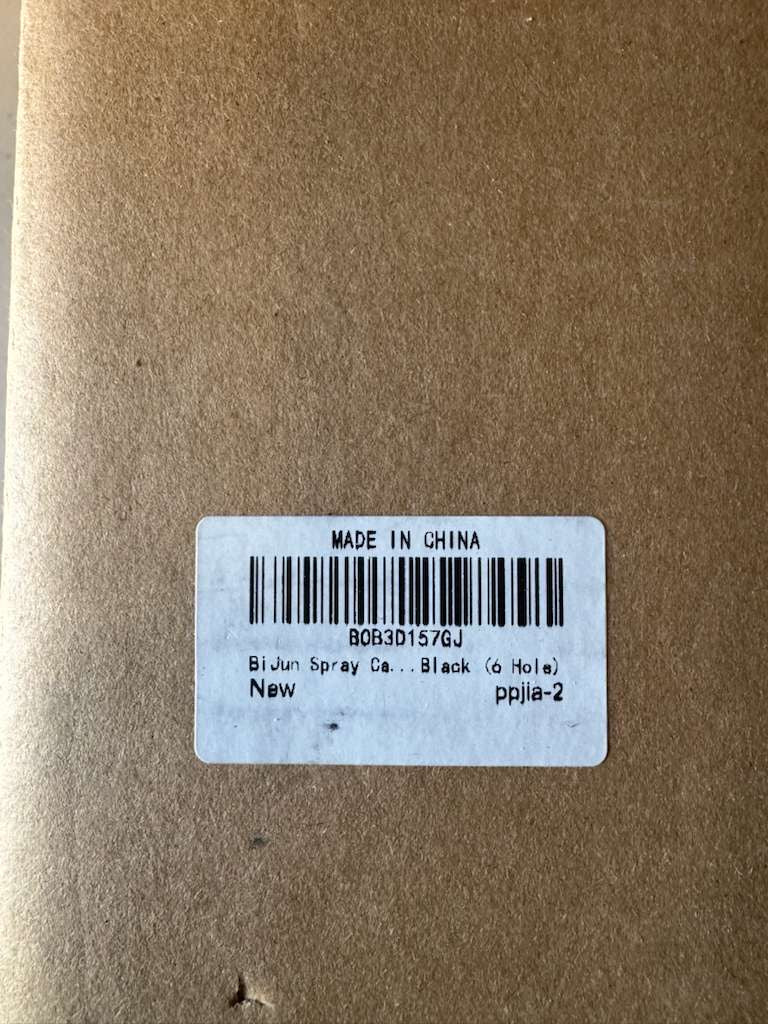 MADE IN CHINA
B0B3D157GJ
BiJun Spray Ca...Black (6 Hole)
New ppjia-2